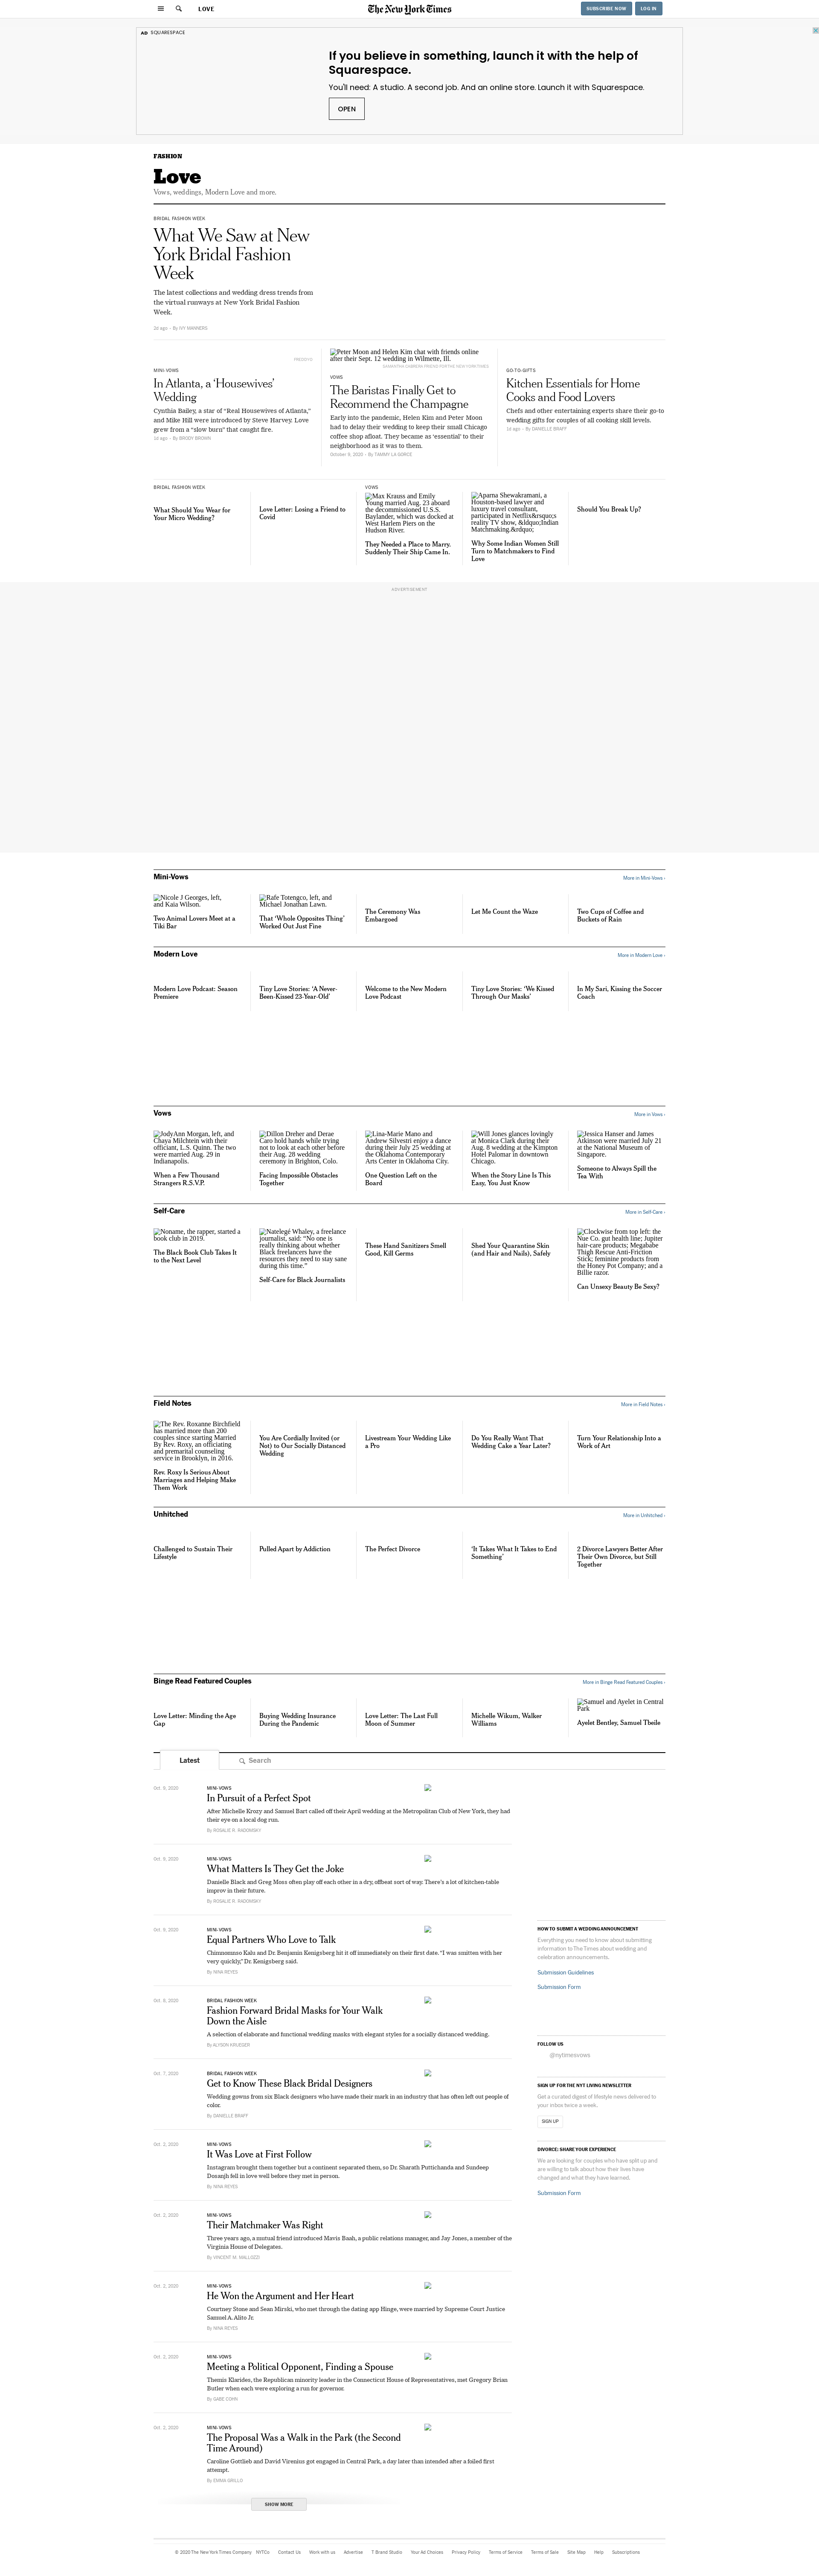 LOVE
The New York Times
SUBSCRIBE NOW
LOG IN
AD SQUARESPACE
If you believe in something, launch it with the help of
Squarespace.
You'll need: A studio. A second job. And an online store. Launch it with Squarespace.
OPEN
FASHION
Love
Vows, weddings, Modern Love and more.
BRIDAL FASHION WEEK
What We Saw at New
York Bridal Fashion
Week
The latest collections and wedding dress trends from
the virtual runways at New York Bridal Fashion
Week.
2d ago • By IVY MANNERS
MINI-VOWS
In Atlanta, a ‘Housewives’
Wedding
Cynthia Bailey, a star of “Real Housewives of Atlanta,”
and Mike Hill were introduced by Steve Harvey. Love
grew from a “slow burn” that caught fire.
1d ago • By BRODY BROWN
Peter Moon and Helen Kim chat with friends online
after their Sept. 12 wedding in Wilmette, Ill.
VOWS
The Baristas Finally Get to
Recommend the Champagne
Early into the pandemic, Helen Kim and Peter Moon
had to delay their wedding to keep their small Chicago
coffee shop afloat. They became as ‘essential’ to their
neighborhood as it was to them.
October 9, 2020 • By TAMMY LA GORCE
GO-TO-GIFTS
Kitchen Essentials for Home
Cooks and Food Lovers
Chefs and other entertaining experts share their go-to
wedding gifts for couples of all cooking skill levels.
1d ago • By DANIELLE BRAFF
BRIDAL FASHION WEEK
What Should You Wear for
Your Micro Wedding?
Love Letter: Losing a Friend to
Covid
VOWS
Max Krauss and Emily
Young married Aug. 23 aboard
the decommissioned U.S.S.
Baylander, which was docked at
West Harlem Piers on the
Hudson River.
They Needed a Place to Marry.
Suddenly Their Ship Came In.
Aparna Shewakramani, a
Houston-based lawyer and
luxury travel consultant,
participated in Netflix&rsquo;s
reality TV show, &ldquo;Indian
Matchmaking.&rdquo;
Why Some Indian Women Still
Turn to Matchmakers to Find
Love
Should You Break Up?
ADVERTISEMENT
Mini-Vows
More in Mini-Vows ›
Nicole J Georges, left,
and Kaia Wilson.
Two Animal Lovers Meet at a
Tiki Bar
Rafe Totengco, left, and
Michael Jonathan Lawn.
That ‘Whole Opposites Thing’
Worked Out Just Fine
The Ceremony Was
Embargoed
Let Me Count the Waze
Two Cups of Coffee and
Buckets of Rain
Modern Love
More in Modern Love ›
Modern Love Podcast: Season
Premiere
Tiny Love Stories: ‘A Never-
Been-Kissed 23-Year-Old’
Welcome to the New Modern
Love Podcast
Tiny Love Stories: ‘We Kissed
Through Our Masks’
In My Sari, Kissing the Soccer
Coach
Vows
More in Vows ›
JodyAnn Morgan, left, and
Chaya Milchtein with their
officiant, L.S. Quinn. The two
were married Aug. 29 in
Indianapolis.
When a Few Thousand
Strangers R.S.V.P.
Dillon Dreher and Derae
Caro hold hands while trying
not to look at each other before
their Aug. 28 wedding
ceremony in Brighton, Colo.
Facing Impossible Obstacles
Together
Lina-Marie Mano and
Andrew Silvestri enjoy a dance
during their July 25 wedding at
the Oklahoma Contemporary
Arts Center in Oklahoma City.
One Question Left on the
Board
Will Jones glances lovingly
at Monica Clark during their
Aug. 8 wedding at the Kimpton
Hotel Palomar in downtown
Chicago.
When the Story Line Is This
Easy, You Just Know
Jessica Hanser and James
Atkinson were married July 21
at the National Museum of
Singapore.
Someone to Always Spill the
Tea With
Self-Care
More in Self-Care ›
Noname, the rapper, started a
book club in 2019.
The Black Book Club Takes It
to the Next Level
Natelegé Whaley, a freelance
journalist, said: “No one is
really thinking about whether
Black freelancers have the
resources they need to stay sane
during this time.”
Self-Care for Black Journalists
These Hand Sanitizers Smell
Good, Kill Germs
Shed Your Quarantine Skin
(and Hair and Nails), Safely
Clockwise from top left: the
Nue Co. gut health line; Jupiter
hair-care products; Megababe
Thigh Rescue Anti-Friction
Stick; feminine products from
the Honey Pot Company; and a
Billie razor.
Can Unsexy Beauty Be Sexy?
Field Notes
More in Field Notes ›
The Rev. Roxanne Birchfield
has married more than 200
couples since starting Married
By Rev. Roxy, an officiating
and premarital counseling
service in Brooklyn, in 2016.
Rev. Roxy Is Serious About
Marriages and Helping Make
Them Work
You Are Cordially Invited (or
Not) to Our Socially Distanced
Wedding
Livestream Your Wedding Like
a Pro
Do You Really Want That
Wedding Cake a Year Later?
Turn Your Relationship Into a
Work of Art
Unhitched
More in Unhitched ›
Challenged to Sustain Their
Lifestyle
Pulled Apart by Addiction
The Perfect Divorce
‘It Takes What It Takes to End
Something’
2 Divorce Lawyers Better After
Their Own Divorce, but Still
Together
Binge Read Featured Couples
More in Binge Read Featured Couples ›
Love Letter: Minding the Age
Gap
Buying Wedding Insurance
During the Pandemic
Love Letter: The Last Full
Moon of Summer
Michelle Wikum, Walker
Williams
Samuel and Ayelet in Central
Park
Ayelet Bentley, Samuel Tbeile
Latest
Search
Oct. 9, 2020
MINI-VOWS
In Pursuit of a Perfect Spot
After Michelle Krozy and Samuel Bart called off their April wedding at the Metropolitan Club of New York, they had
their eye on a local dog run.
By ROSALIE R. RADOMSKY
Oct. 9, 2020
MINI-VOWS
What Matters Is They Get the Joke
Danielle Black and Greg Moss often play off each other in a dry, offbeat sort of way. There’s a lot of kitchen-table
improv in their future.
By ROSALIE R. RADOMSKY
Oct. 9, 2020
MINI-VOWS
Equal Partners Who Love to Talk
Chinnomnso Kalu and Dr. Benjamin Konigsberg hit it off immediately on their first date. “I was smitten with her
very quickly,” Dr. Konigsberg said.
By NINA REYES
Oct. 8, 2020
BRIDAL FASHION WEEK
Fashion Forward Bridal Masks for Your Walk
Down the Aisle
A selection of elaborate and functional wedding masks with elegant styles for a socially distanced wedding.
By ALYSON KRUEGER
Oct. 7, 2020
BRIDAL FASHION WEEK
Get to Know These Black Bridal Designers
Wedding gowns from six Black designers who have made their mark in an industry that has often left out people of
color.
By DANIELLE BRAFF
Oct. 2, 2020
MINI-VOWS
It Was Love at First Follow
Instagram brought them together but a continent separated them, so Dr. Sharath Puttichanda and Sundeep
Dosanjh fell in love well before they met in person.
By NINA REYES
Oct. 2, 2020
MINI-VOWS
Their Matchmaker Was Right
Three years ago, a mutual friend introduced Mavis Baah, a public relations manager, and Jay Jones, a member of the
Virginia House of Delegates.
By VINCENT M. MALLOZZI
Oct. 2, 2020
MINI-VOWS
He Won the Argument and Her Heart
Courtney Stone and Sean Mirski, who met through the dating app Hinge, were married by Supreme Court Justice
Samuel A. Alito Jr.
By NINA REYES
Oct. 2, 2020
MINI-VOWS
Meeting a Political Opponent, Finding a Spouse
Themis Klarides, the Republican minority leader in the Connecticut House of Representatives, met Gregory Brian
Butler when each were exploring a run for governor.
By GABE COHN
Oct. 2, 2020
MINI-VOWS
The Proposal Was a Walk in the Park (the Second
Time Around)
Caroline Gottlieb and David Virenius got engaged in Central Park, a day later than intended after a foiled first
attempt.
By EMMA GRILLO
SHOW MORE
HOW TO SUBMIT A WEDDING ANNOUNCEMENT
Everything you need to know about submitting
information to The Times about wedding and
celebration announcements.
Submission Guidelines
Submission Form
FOLLOW US
@nytimesvows
SIGN UP FOR THE NYT LIVING NEWSLETTER
Get a curated digest of lifestyle news delivered to
your inbox twice a week.
SIGN UP
DIVORCE: SHARE YOUR EXPERIENCE
We are looking for couples who have split up and
are willing to talk about how their lives have
changed and what they have learned.
Submission Form
© 2020 The New York Times Company NYTCo Contact Us Work with us Advertise T Brand Studio Your Ad Choices Privacy Policy Terms of Service Terms of Sale Site Map Help Subscriptions